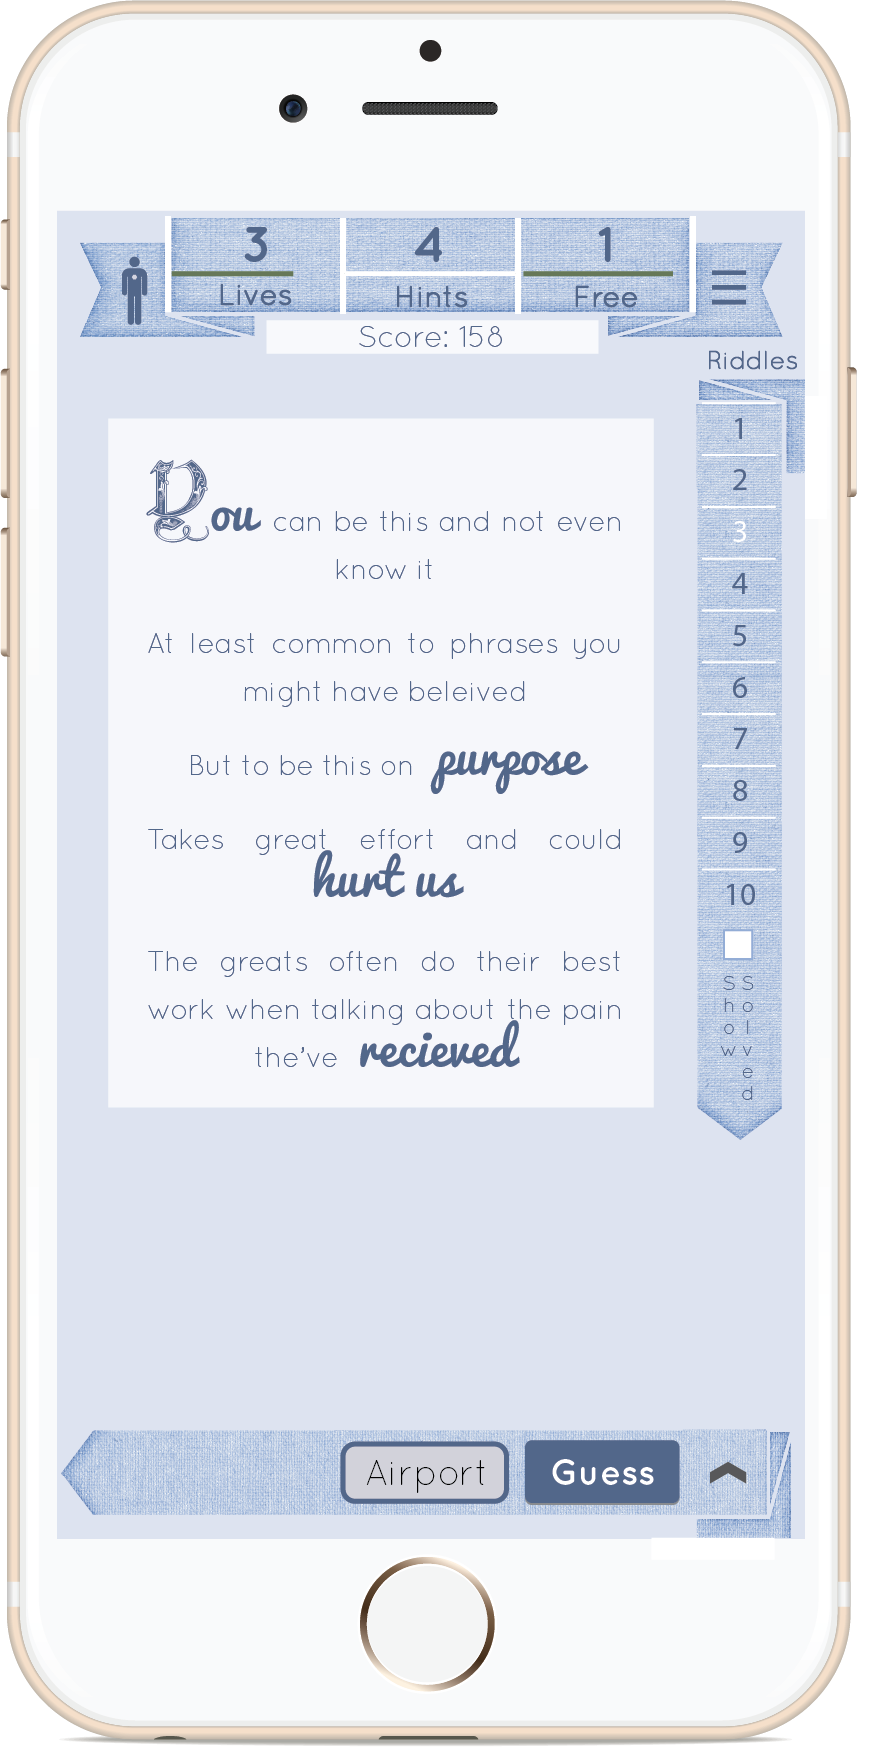 3 4 1
Lives Hints Free
Score: 158
Riddles
1
2
3
4
5
6
7
8
9
10
Show Solved
You can be this and not even
know it
At least common to phrases you
might have beleived
But to be this on purpose
Takes great effort and could
hurt us
The greats often do their best
work when talking about the pain
the've recieved
Airport Guess